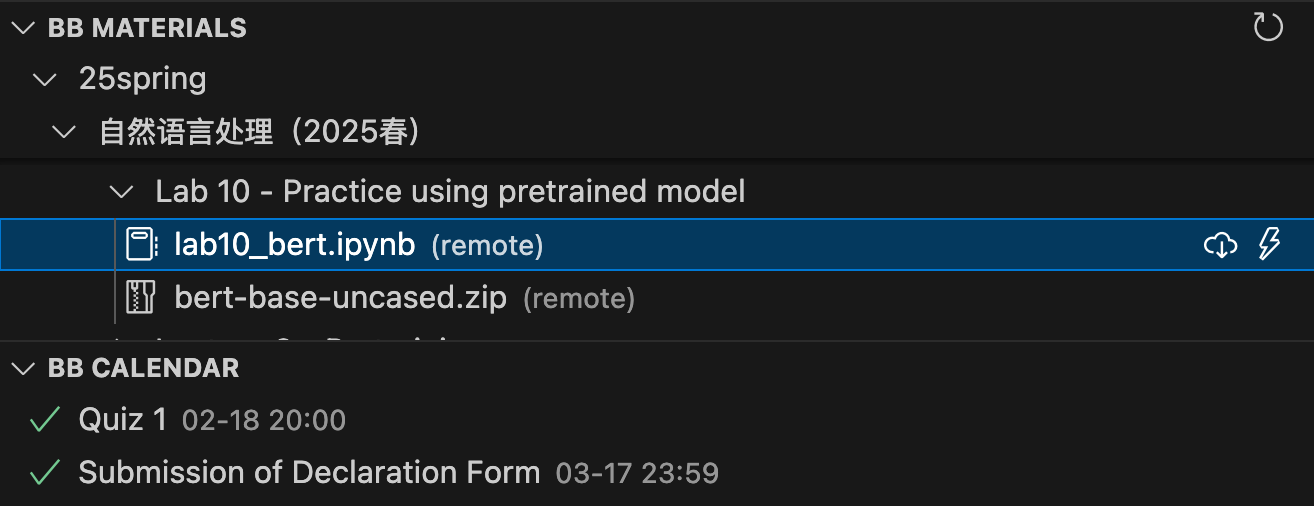 BB MATERIALS
25spring
自然语言处理（2025春）
Lab 10 - Practice using pretrained model
lab10_bert.ipynb (remote)
bert-base-uncased.zip (remote)
BB CALENDAR
Quiz 1 02-18 20:00
Submission of Declaration Form 03-17 23:59